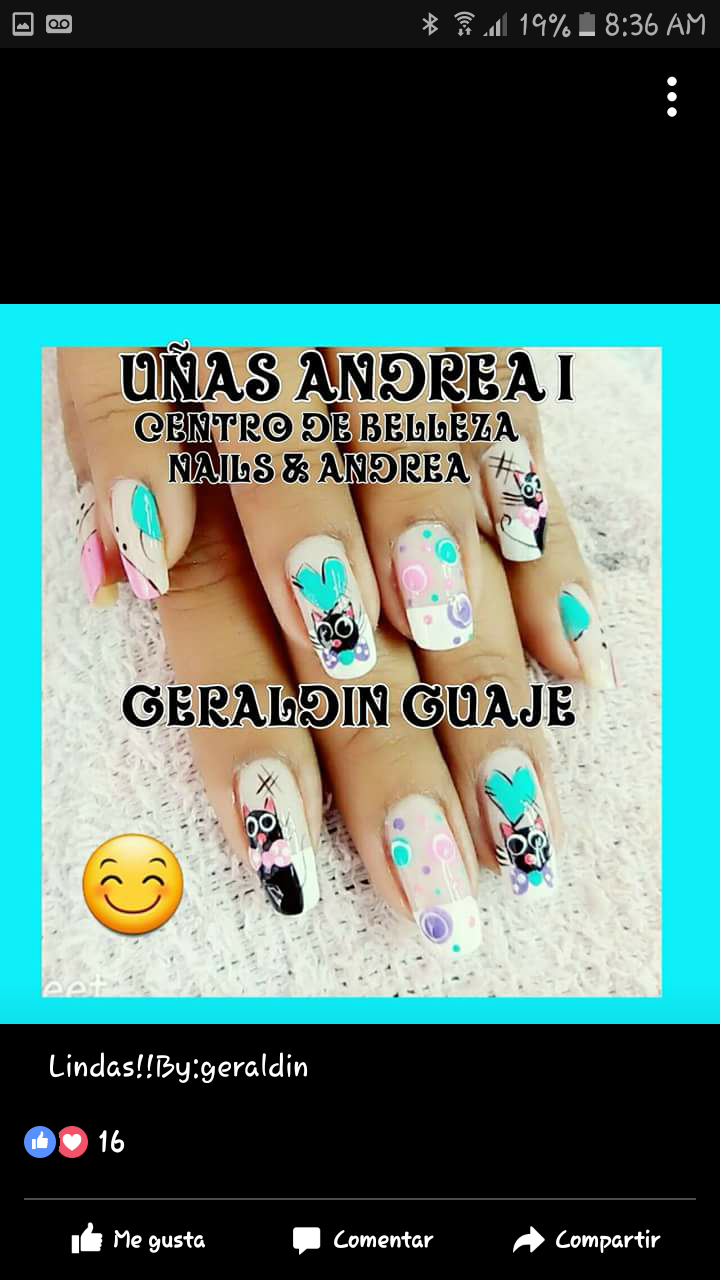 19% 8:36 AM
UÑAS ANDREA I
CENTRO DE BELLEZA
NAILS & ANDREA
GERALDIN GUAJE
eet
Lindas!!By:geraldin
16
Me gusta Comentar Compartir